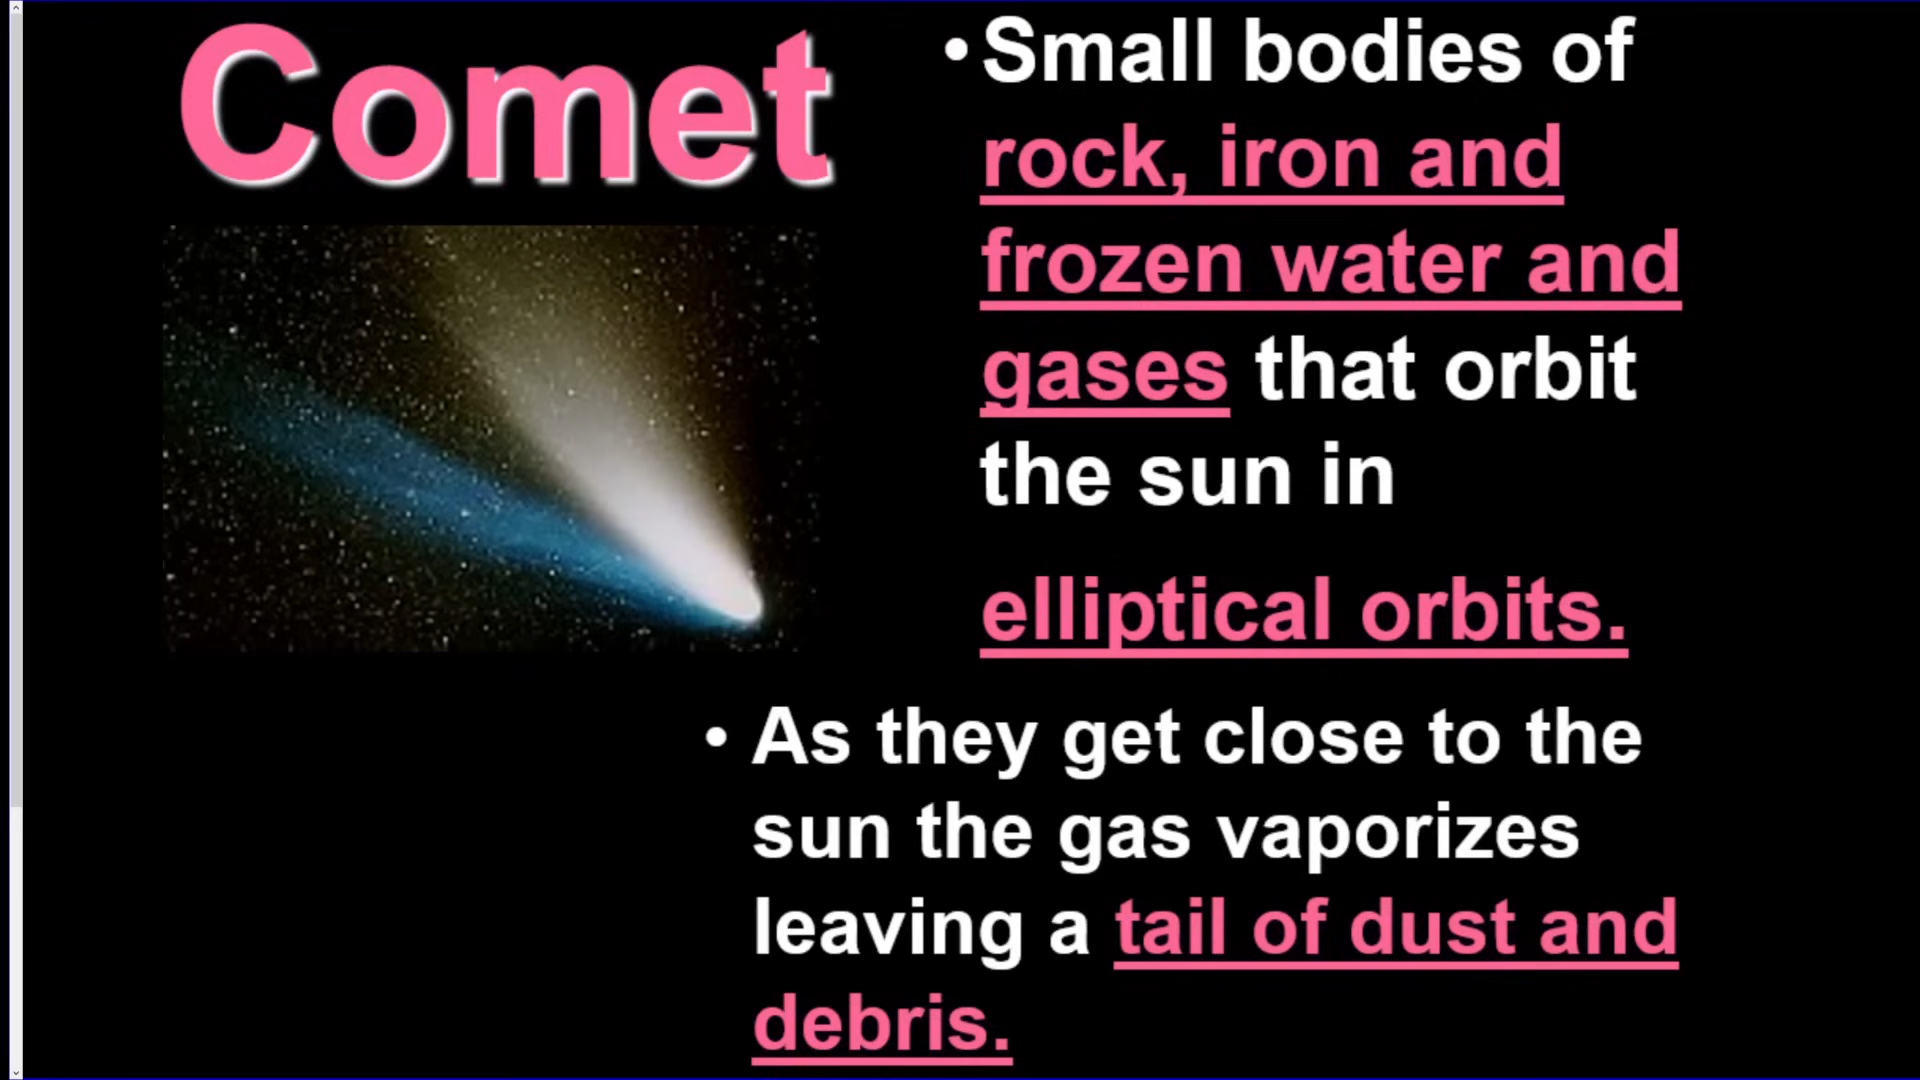 Comet
• Small bodies of
rock, iron and
frozen water and
gases that orbit
the sun in
elliptical orbits.
• As they get close to the
sun the gas vaporizes
leaving a tail of dust and
debris.